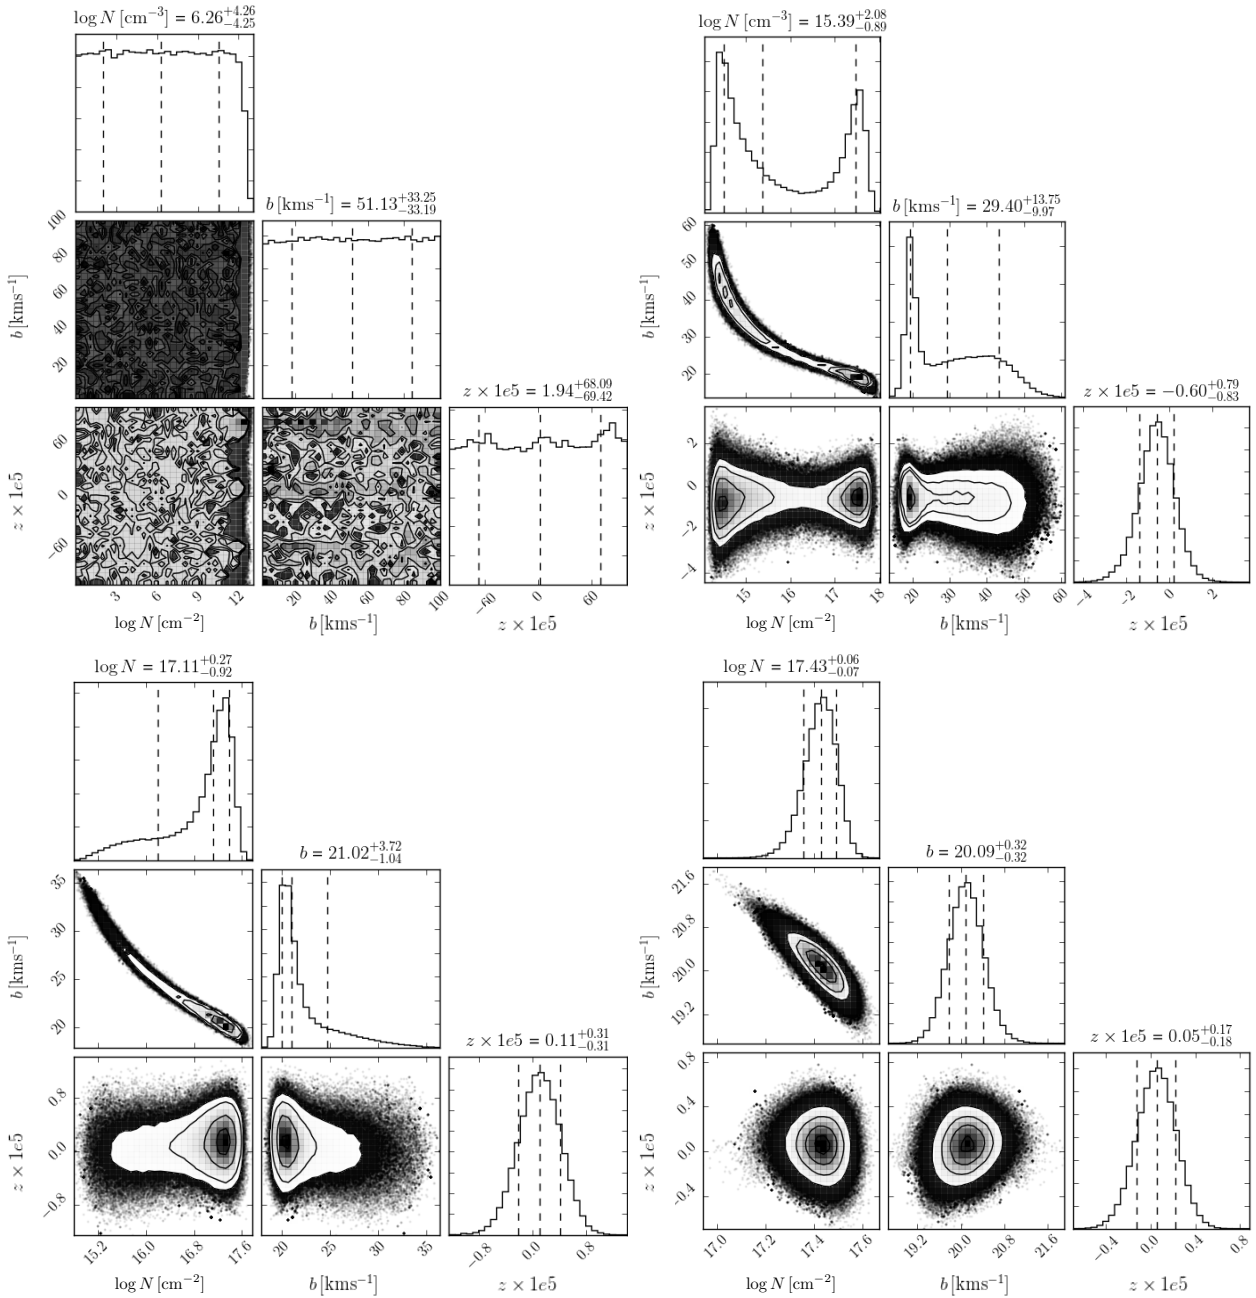 log N [cm⁻³] = 6.26 +4.26 −4.25
b [kms⁻¹] = 51.13 +33.25 −33.19
z × 1e5 = 1.94 +68.09 −69.42
b [kms⁻¹]
100
80
60
40
20
z × 1e5
60
0
−60
3 6 9 12
log N [cm⁻²]
20 40 60 80 100
b [kms⁻¹]
−60 0 60
z × 1e5
log N [cm⁻³] = 15.39 +2.08 −0.89
b [kms⁻¹] = 29.40 +13.75 −9.97
z × 1e5 = −0.60 +0.79 −0.83
b [kms⁻¹]
60
50
40
30
20
z × 1e5
2
0
−2
−4
15 16 17 18
log N [cm⁻²]
20 30 40 50 60
b [kms⁻¹]
−4 −2 0 2
z × 1e5
log N = 17.11 +0.27 −0.92
b = 21.02 +3.72 −1.04
z × 1e5 = 0.11 +0.31 −0.31
b [kms⁻¹]
35
30
25
20
z × 1e5
0.8
0.0
−0.8
15.2 16.0 16.8 17.6
log N [cm⁻²]
20 25 30 35
b [kms⁻¹]
−0.8 0.0 0.8
z × 1e5
log N = 17.43 +0.06 −0.07
b = 20.09 +0.32 −0.32
z × 1e5 = 0.05 +0.17 −0.18
b [kms⁻¹]
21.6
20.8
20.0
19.2
z × 1e5
0.8
0.4
0.0
−0.4
17.0 17.2 17.4 17.6
log N [cm⁻²]
19.2 20.0 20.8 21.6
b [kms⁻¹]
−0.4 0.0 0.4 0.8
z × 1e5